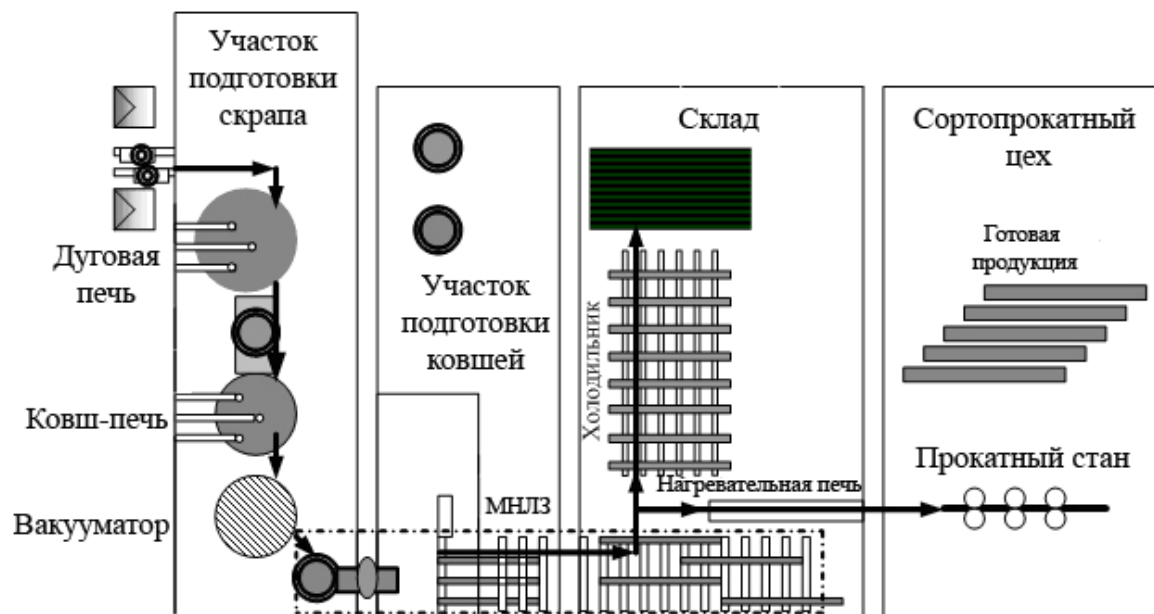 Участок
подготовки
скрапа
Дуговая
печь
Ковш-печь
Вакууматор
Участок
подготовки
ковшей
МНЛЗ
Склад
Холодильник
Нагревательная печь
Сортопрокатный
цех
Готовая
продукция
Прокатный стан